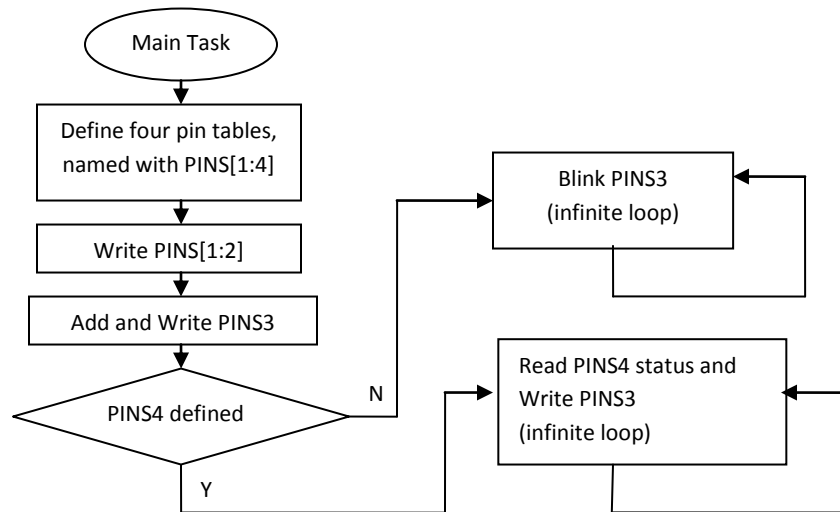 Main Task
Define four pin tables,
named with PINS[1:4]
Write PINS[1:2]
Add and Write PINS3
PINS4 defined
N
Y
Blink PINS3
(infinite loop)
Read PINS4 status and
Write PINS3
(infinite loop)